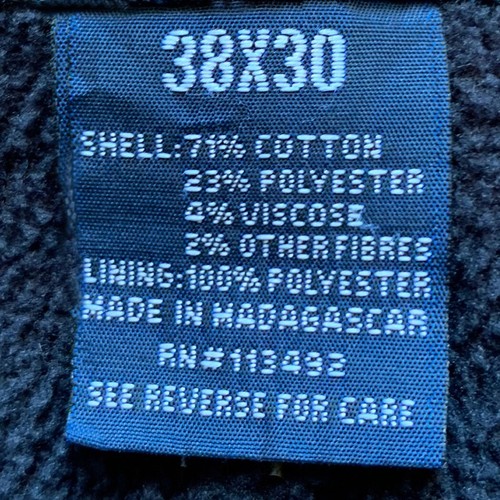 38X30
SHELL:71% COTTON
23% POLYESTER
4% VISCOSE
2% OTHER FIBRES
LINING:100% POLYESTER
MADE IN MADAGASCAR
RN#113492
SEE REVERSE FOR CARE